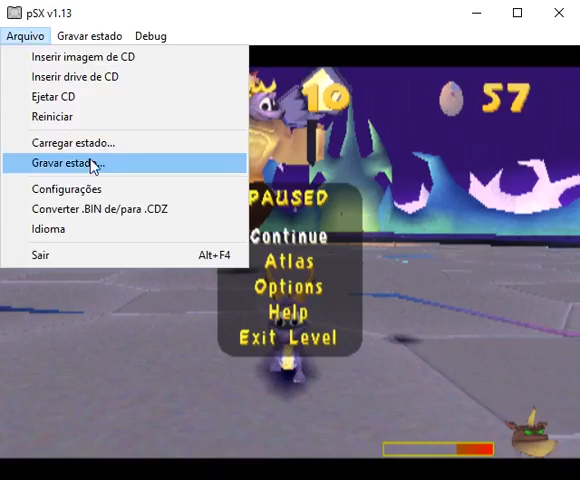 pSX v1.13
Arquivo Gravar estado Debug
Inserir imagem de CD
Inserir drive de CD
Ejetar CD
Reiniciar
Carregar estado...
Gravar estado...
Configurações
Converter .BIN de/para .CDZ
Idioma
Sair Alt+F4
10 57
PAUSED
Continue
Atlas
Options
Help
Exit Level